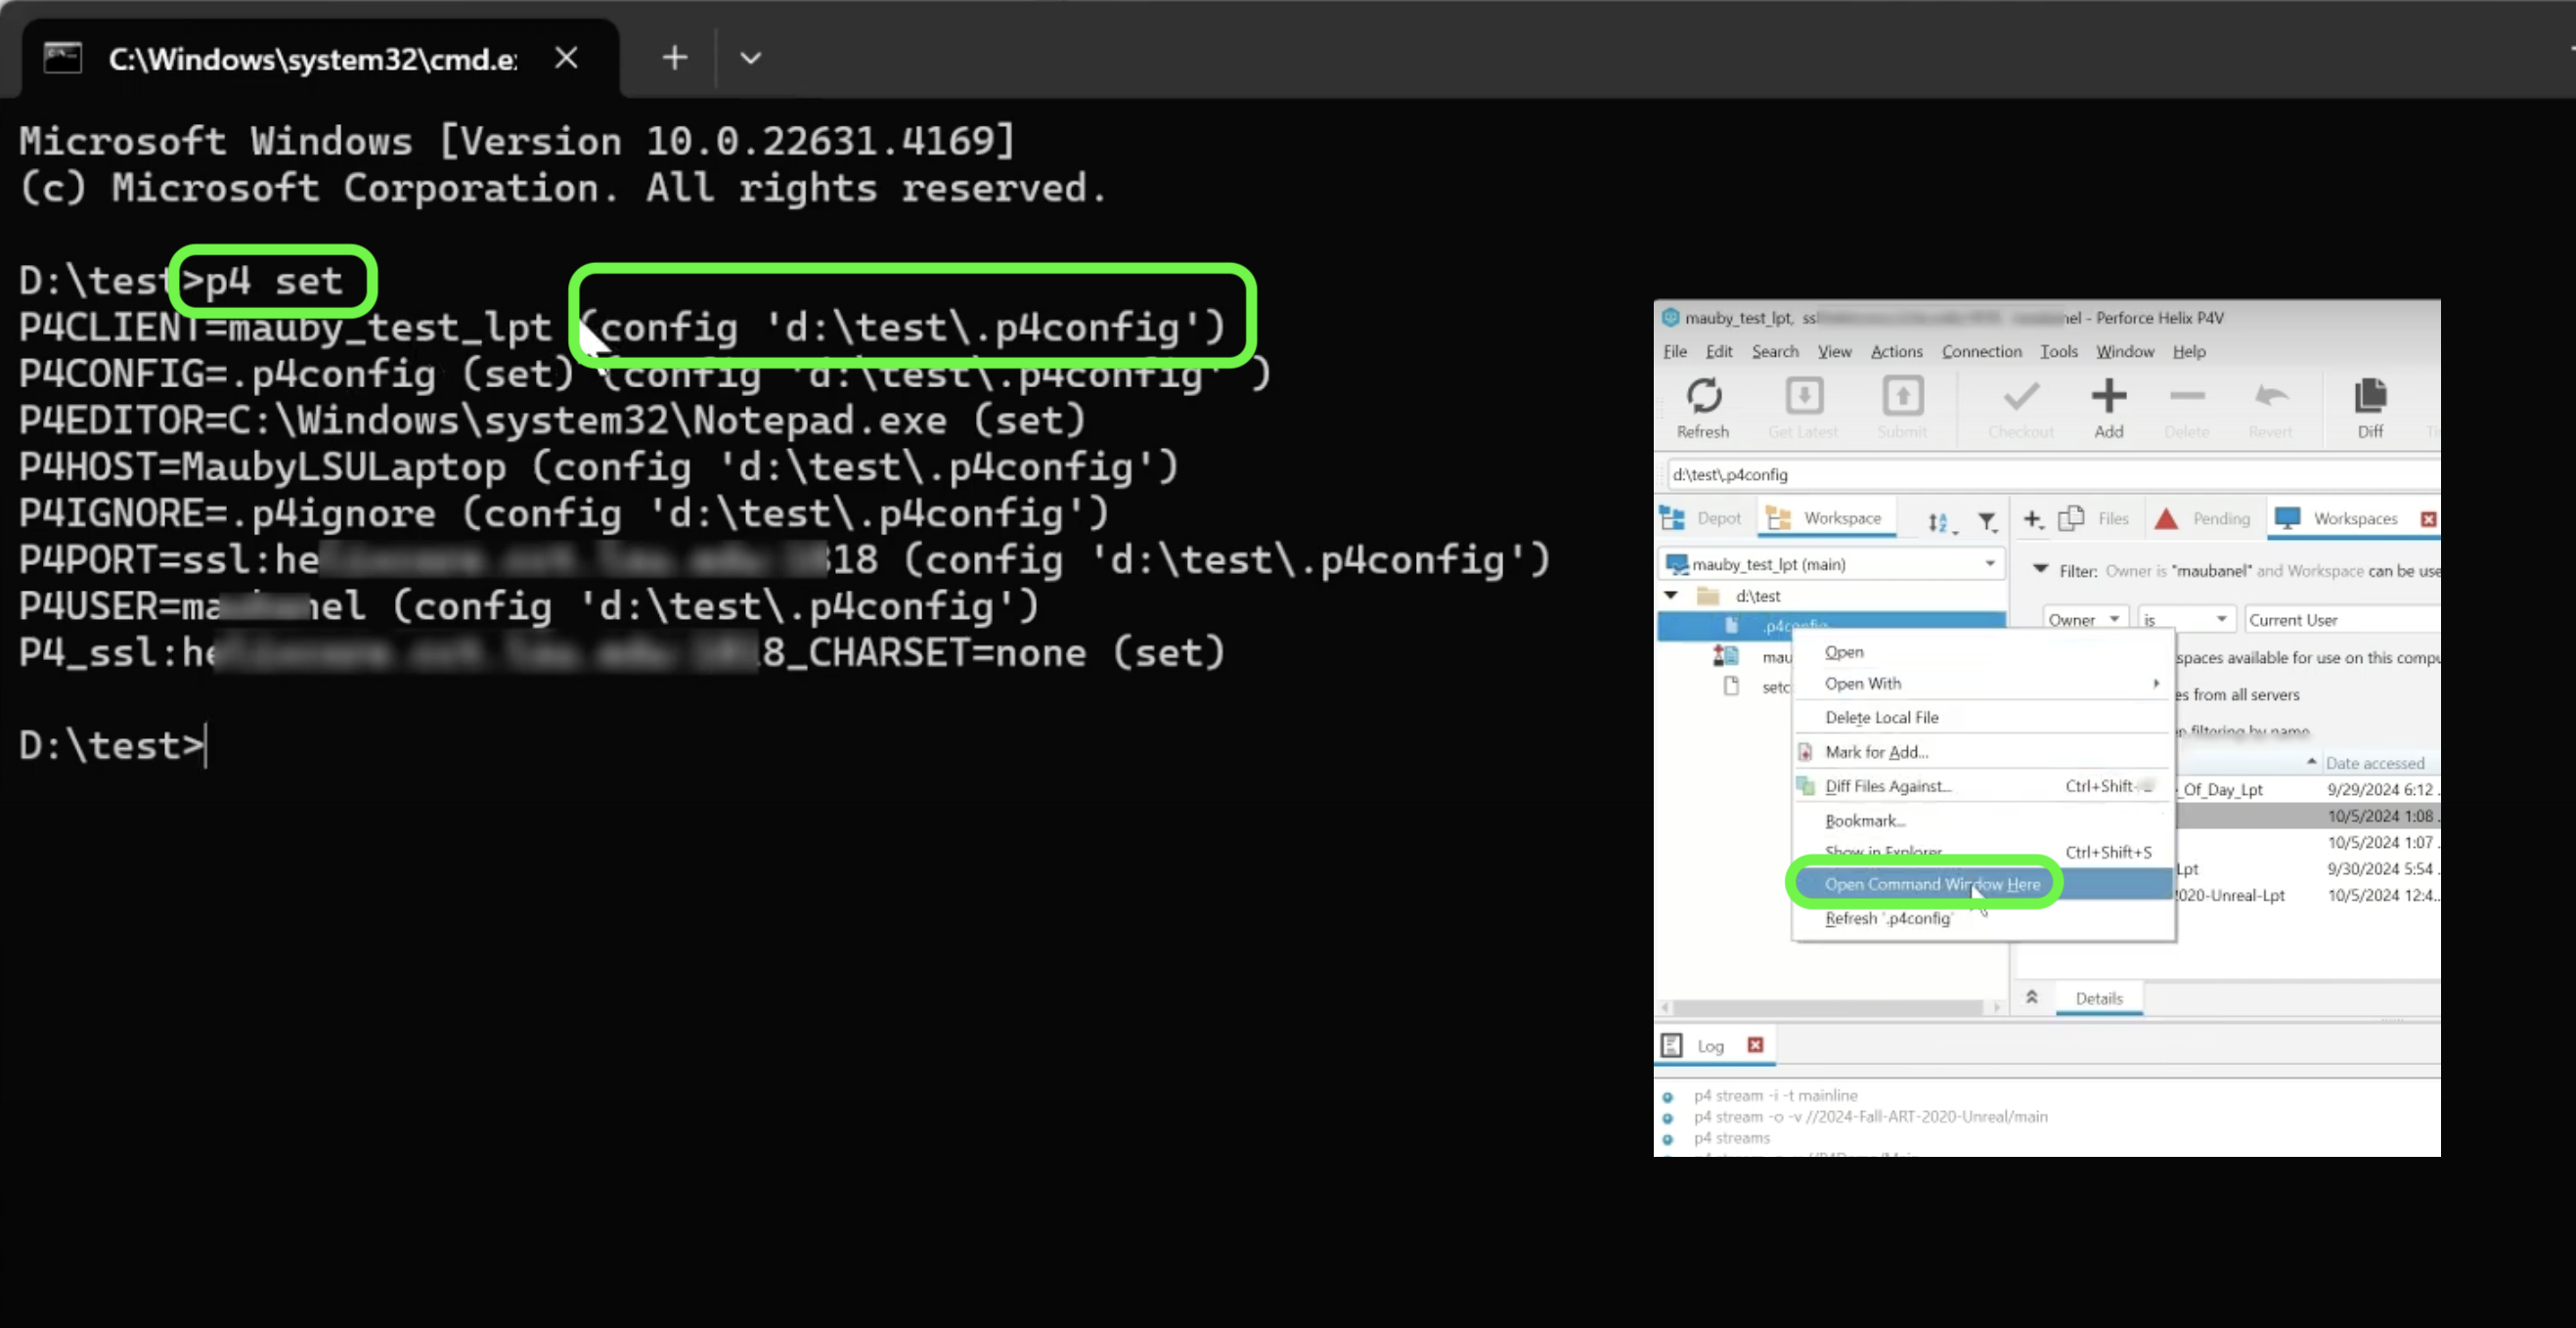 C:\Windows\system32\cmd.e
Microsoft Windows [Version 10.0.22631.4169]
(c) Microsoft Corporation. All rights reserved.
D:\test>p4 set
P4CLIENT=mauby_test_lpt (config 'd:\test\.p4config')
P4CONFIG=.p4config (set) (config 'd:\test\.p4config')
P4EDITOR=C:\Windows\system32\Notepad.exe (set)
P4HOST=MaubyLSULaptop (config 'd:\test\.p4config')
P4IGNORE=.p4ignore (config 'd:\test\.p4config')
P4PORT=ssl:he 18 (config 'd:\test\.p4config')
P4USER=ma nel (config 'd:\test\.p4config')
P4_ssl:he 8_CHARSET=none (set)
D:\test>
mauby_test_lpt, ssl nel - Perforce Helix P4V
File Edit Search View Actions Connection Tools Window Help
Refresh Get Latest Submit Checkout Add Delete Revert Diff
d:\test\.p4config
Depot Workspace Files Pending Workspaces
mauby_test_lpt (main)
Filter: Owner is "maubanel" and Workspace can be use
d:\test
Owner is Current User
.p4config
Open
mau
spaces available for use on this compu
Open With
setc
es from all servers
Delete Local File
filtering by name
Mark for Add...
Date accessed
Diff Files Against... Ctrl+Shift-
_Of_Day_Lpt 9/29/2024 6:12
10/5/2024 1:08
Bookmark...
10/5/2024 1:07
Show in Explorer Ctrl+Shift+S
Lpt 9/30/2024 5:54
Open Command Window Here
020-Unreal-Lpt 10/5/2024 12:4
Refresh '.p4config'
Details
Log
p4 stream -i -t mainline
p4 stream -o -v //2024-Fall-ART-2020-Unreal/main
p4 streams